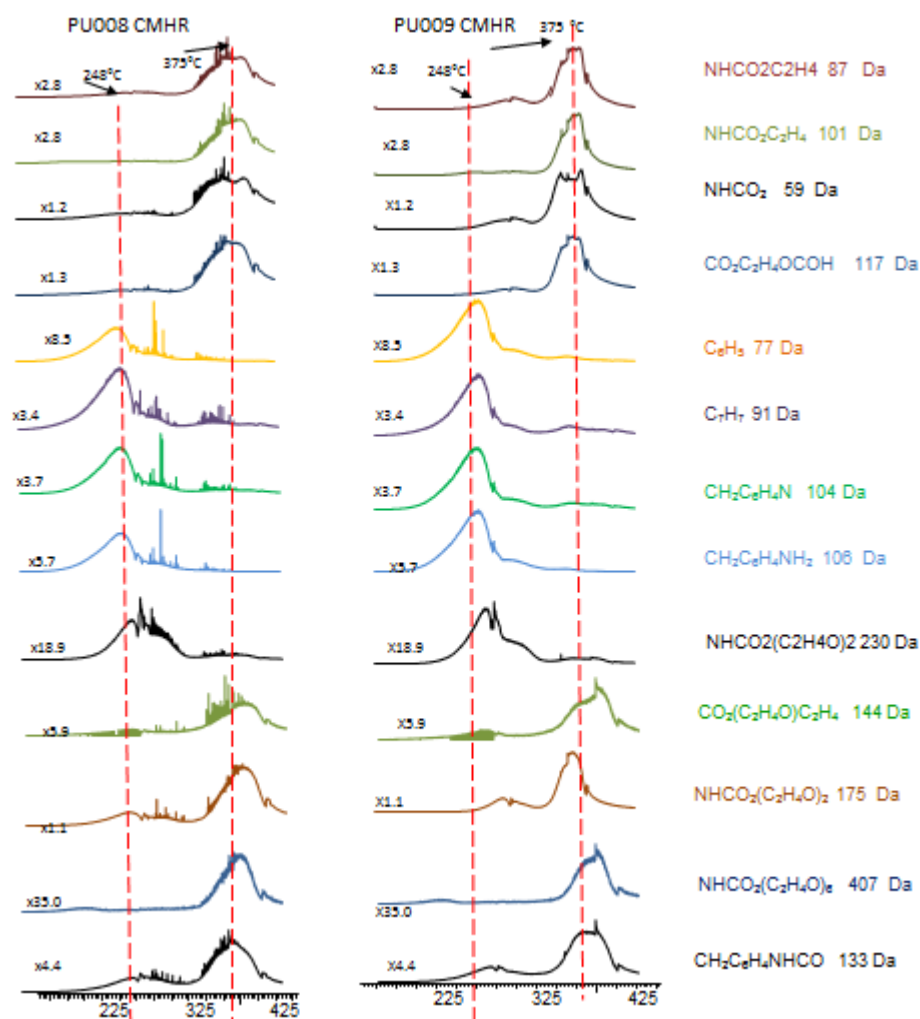 PU008 CMHR
PU009 CMHR
375 ºC
375ºC
248ºC
248ºC
x2.8
x2.8
NHCO2C2H4 87 Da
x2.8
x2.8
NHCO₂C₂H₄ 101 Da
x1.2
X1.2
NHCO₂ 59 Da
x1.3
X1.3
CO₂C₂H₄OCOH 117 Da
x8.5
X8.5
C₆H₅ 77 Da
x3.4
X3.4
C₇H₇ 91 Da
x3.7
X3.7
CH₂C₆H₄N 104 Da
x5.7
X5.7
CH₂C₆H₄NH₂ 106 Da
x18.9
X18.9
NHCO2(C2H4O)2 230 Da
x5.9
X5.9
CO₂(C₂H₄O)C₂H₄ 144 Da
x1.1
X1.1
NHCO₂(C₂H₄O)₂ 175 Da
x35.0
X35.0
NHCO₂(C₂H₄O)₆ 407 Da
x4.4
X4.4
CH₂C₆H₄NHCO 133 Da
225 325 425
225 325 425